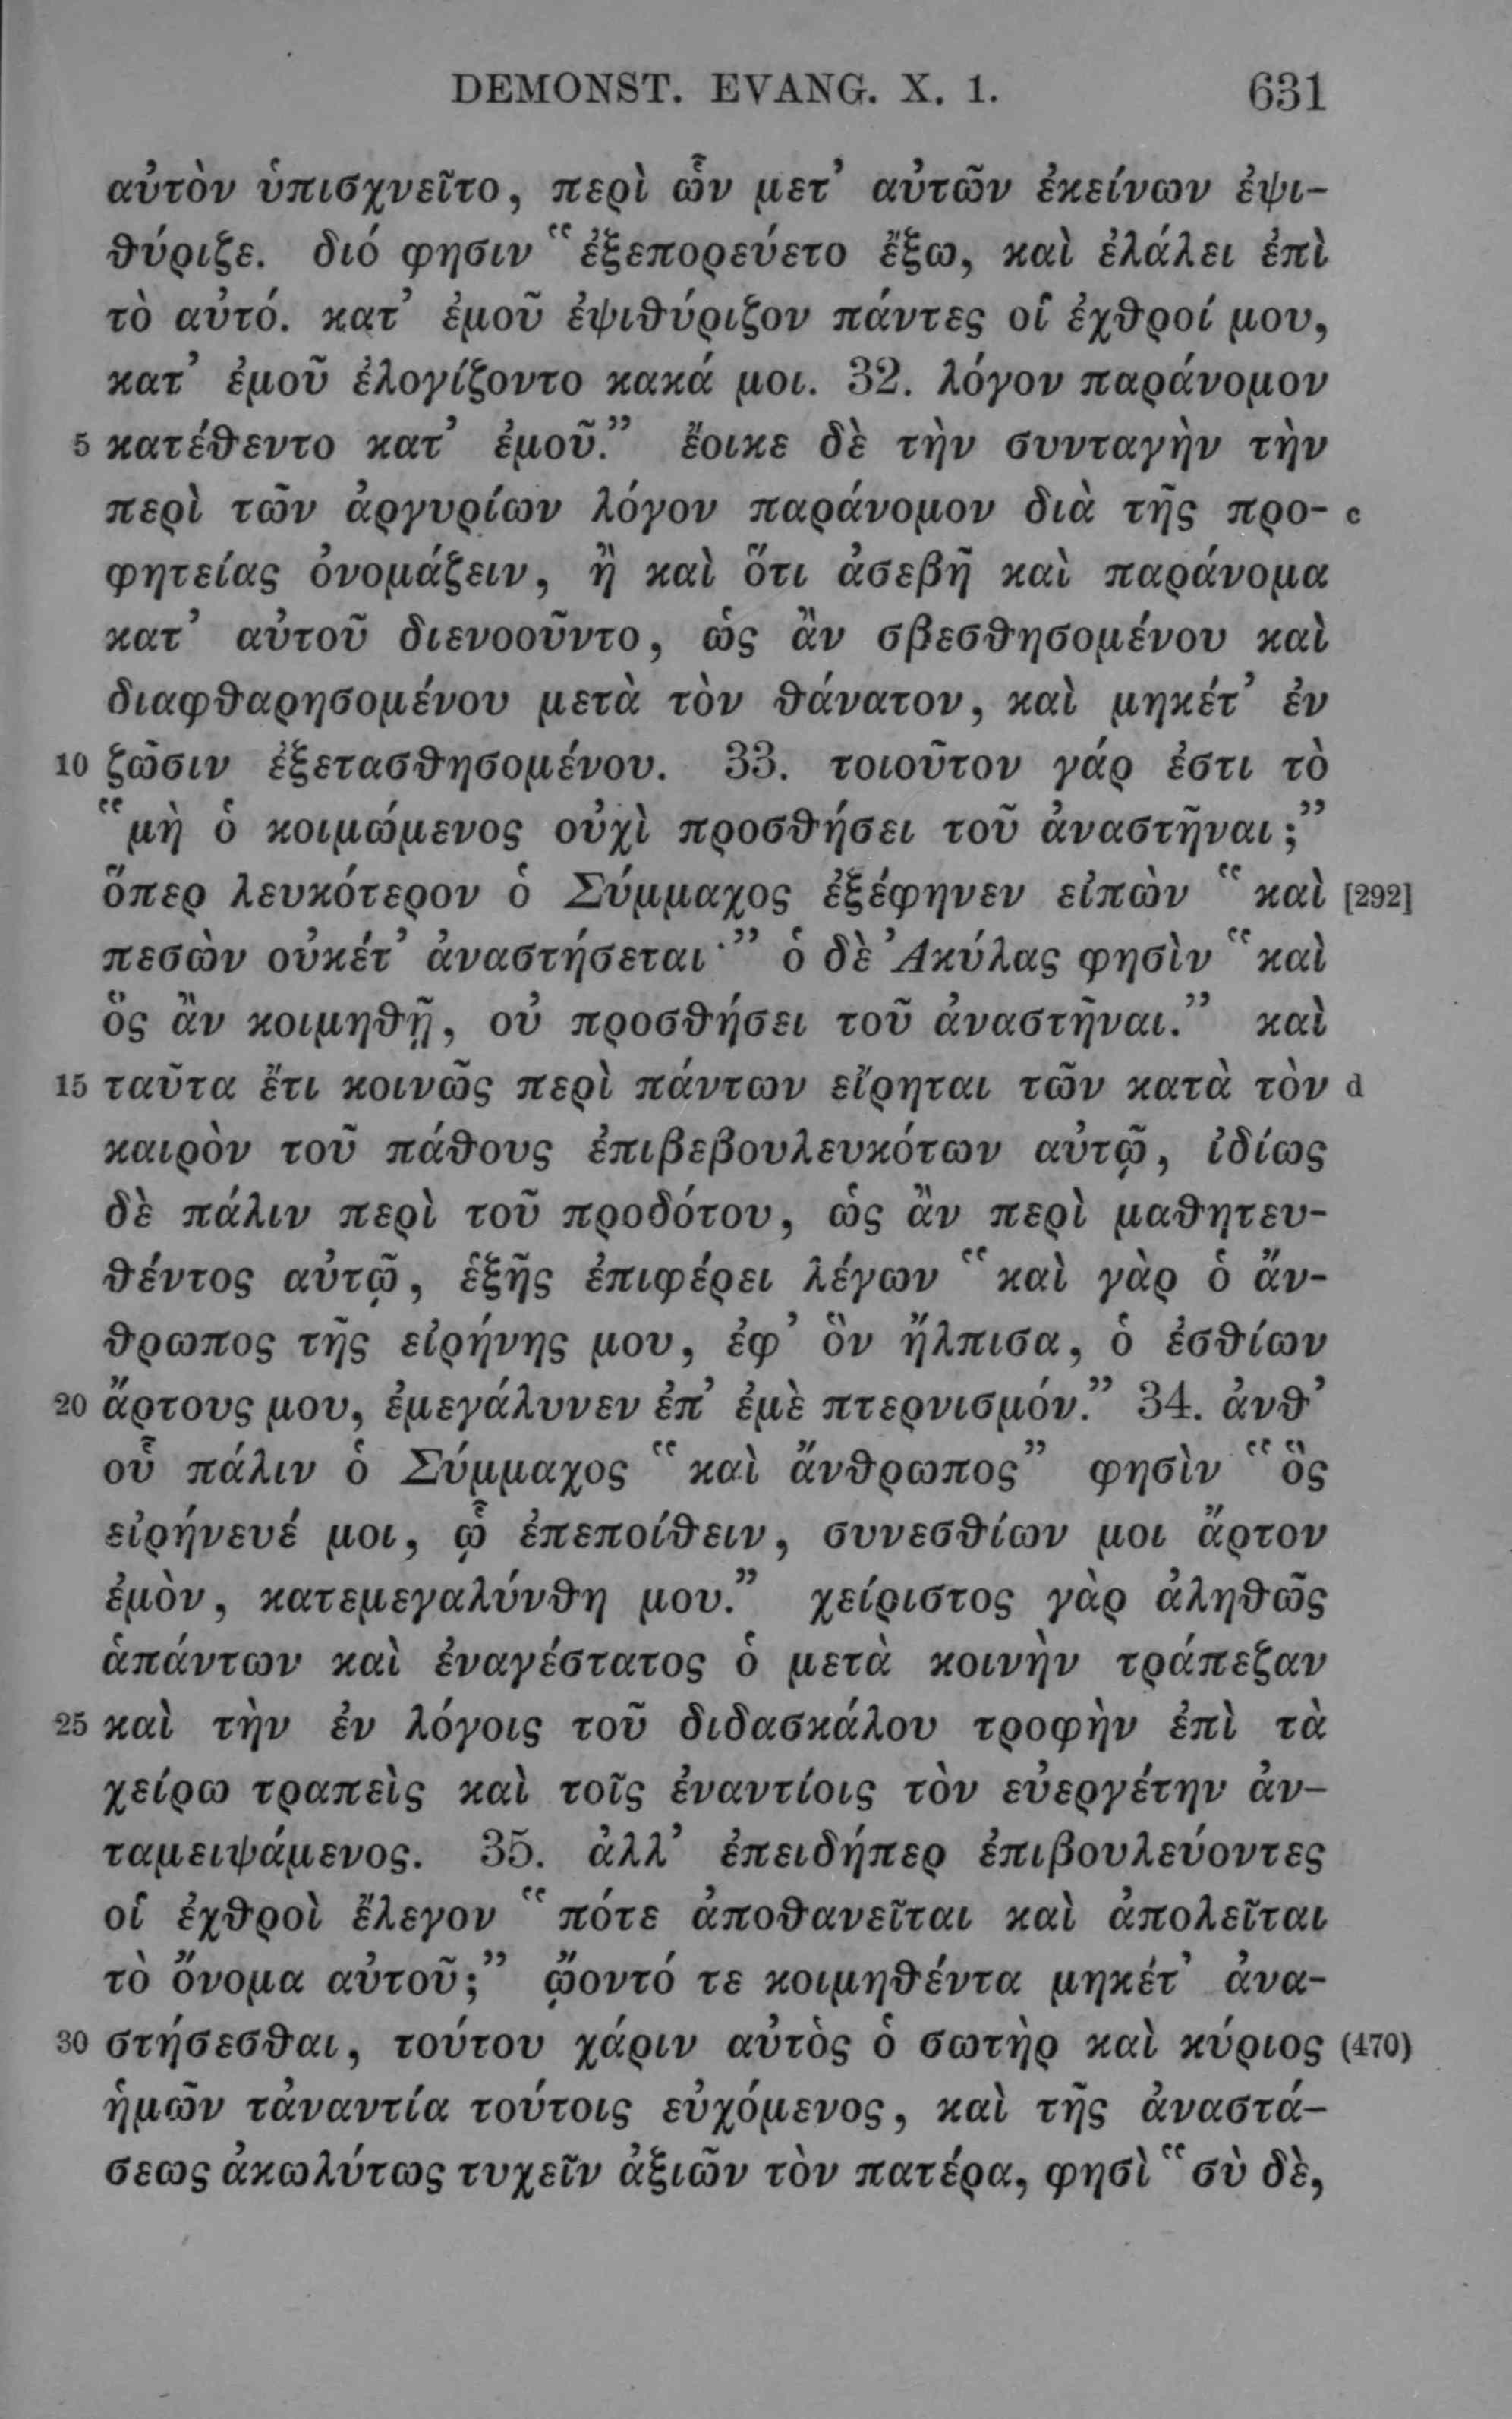 DEMONST. EVANG. X. 1. 631
αὐτὸν ὑπισχνεῖτο, περὶ ὧν μετ’ αὐτῶν ἐκείνων ἐψι-
θύριζε. διό φησιν “ἐξεπορεύετο ἔξω, καὶ ἐλάλει ἐπὶ
τὸ αὐτό. κατ’ ἐμοῦ ἐψιθύριζον πάντες οἱ ἐχθροί μου,
κατ’ ἐμοῦ ἐλογίζοντο κακά μοι. 32. λόγον παράνομον
5 κατέθεντο κατ’ ἐμοῦ.” ἔοικε δὲ τὴν συνταγὴν τὴν
περὶ τῶν ἀργυρίων λόγον παράνομον διὰ τῆς προ- c
φητείας ὀνομάζειν, ἢ καὶ ὅτι ἀσεβῆ καὶ παράνομα
κατ’ αὐτοῦ διενοοῦντο, ὡς ἂν σβεσθησομένου καὶ
διαφθαρησομένου μετὰ τὸν θάνατον, καὶ μηκέτ’ ἐν
10 ζῶσιν ἐξετασθησομένου. 33. τοιοῦτον γάρ ἐστι τὸ
“μὴ ὁ κοιμώμενος οὐχὶ προσθήσει τοῦ ἀναστῆναι;”
ὅπερ λευκότερον ὁ Σύμμαχος ἐξέφηνεν εἰπὼν “καὶ [292]
πεσὼν οὐκέτ’ ἀναστήσεται·” ὁ δὲ Ἀκύλας φησὶν “καὶ
ὃς ἂν κοιμηθῇ, οὐ προσθήσει τοῦ ἀναστῆναι.” καὶ
15 ταῦτα ἔτι κοινῶς περὶ πάντων εἴρηται τῶν κατὰ τὸν d
καιρὸν τοῦ πάθους ἐπιβεβουλευκότων αὐτῷ, ἰδίως
δὲ πάλιν περὶ τοῦ προδότου, ὡς ἂν περὶ μαθητευ-
θέντος αὐτῷ, ἑξῆς ἐπιφέρει λέγων “καὶ γὰρ ὁ ἄν-
θρωπος τῆς εἰρήνης μου, ἐφ’ ὃν ἤλπισα, ὁ ἐσθίων
20 ἄρτους μου, ἐμεγάλυνεν ἐπ’ ἐμὲ πτερνισμόν.” 34. ἀνθ’
οὗ πάλιν ὁ Σύμμαχος “καὶ ἄνθρωπος” φησὶν “ὃς
εἰρήνευέ μοι, ᾧ ἐπεποίθειν, συνεσθίων μοι ἄρτον
ἐμὸν, κατεμεγαλύνθη μου.” χείριστος γὰρ ἀληθῶς
ἁπάντων καὶ ἐναγέστατος ὁ μετὰ κοινὴν τράπεζαν
25 καὶ τὴν ἐν λόγοις τοῦ διδασκάλου τροφὴν ἐπὶ τὰ
χείρω τραπεὶς καὶ τοῖς ἐναντίοις τὸν εὐεργέτην ἀν-
ταμειψάμενος. 35. ἀλλ’ ἐπειδήπερ ἐπιβουλεύοντες
οἱ ἐχθροὶ ἔλεγον “πότε ἀποθανεῖται καὶ ἀπολεῖται
τὸ ὄνομα αὐτοῦ;” ᾤοντό τε κοιμηθέντα μηκέτ’ ἀνα-
30 στήσεσθαι, τούτου χάριν αὐτὸς ὁ σωτὴρ καὶ κύριος (470)
ἡμῶν τἀναντία τούτοις εὐχόμενος, καὶ τῆς ἀναστά-
σεως ἀκωλύτως τυχεῖν ἀξιῶν τὸν πατέρα, φησὶ “σὺ δὲ,